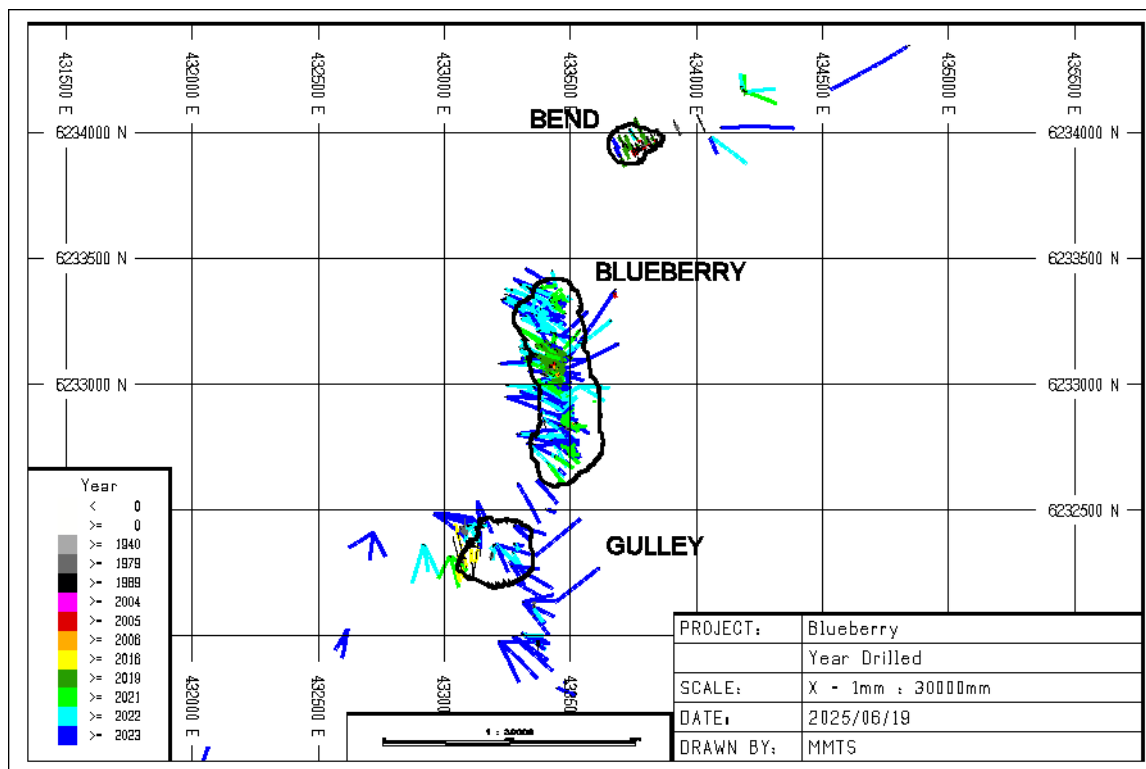 431500 E
432000 E
432500 E
433000 E
433500 E
434000 E
434500 E
435000 E
435500 E
BEND
6234000 N
6234000 N
6233500 N
6233500 N
BLUEBERRY
6233000 N
6233000 N
6232500 N
6232500 N
GULLEY
Year
< 0
>= 0
>= 1940
>= 1979
>= 1989
>= 2004
>= 2005
>= 2006
>= 2016
>= 2019
>= 2021
>= 2022
>= 2023
432000 E
432500 E
433000 E
PROJECT: Blueberry
Year Drilled
SCALE: X - 1mm : 30000mm
DATE: 2025/06/19
DRAWN BY: MMTS